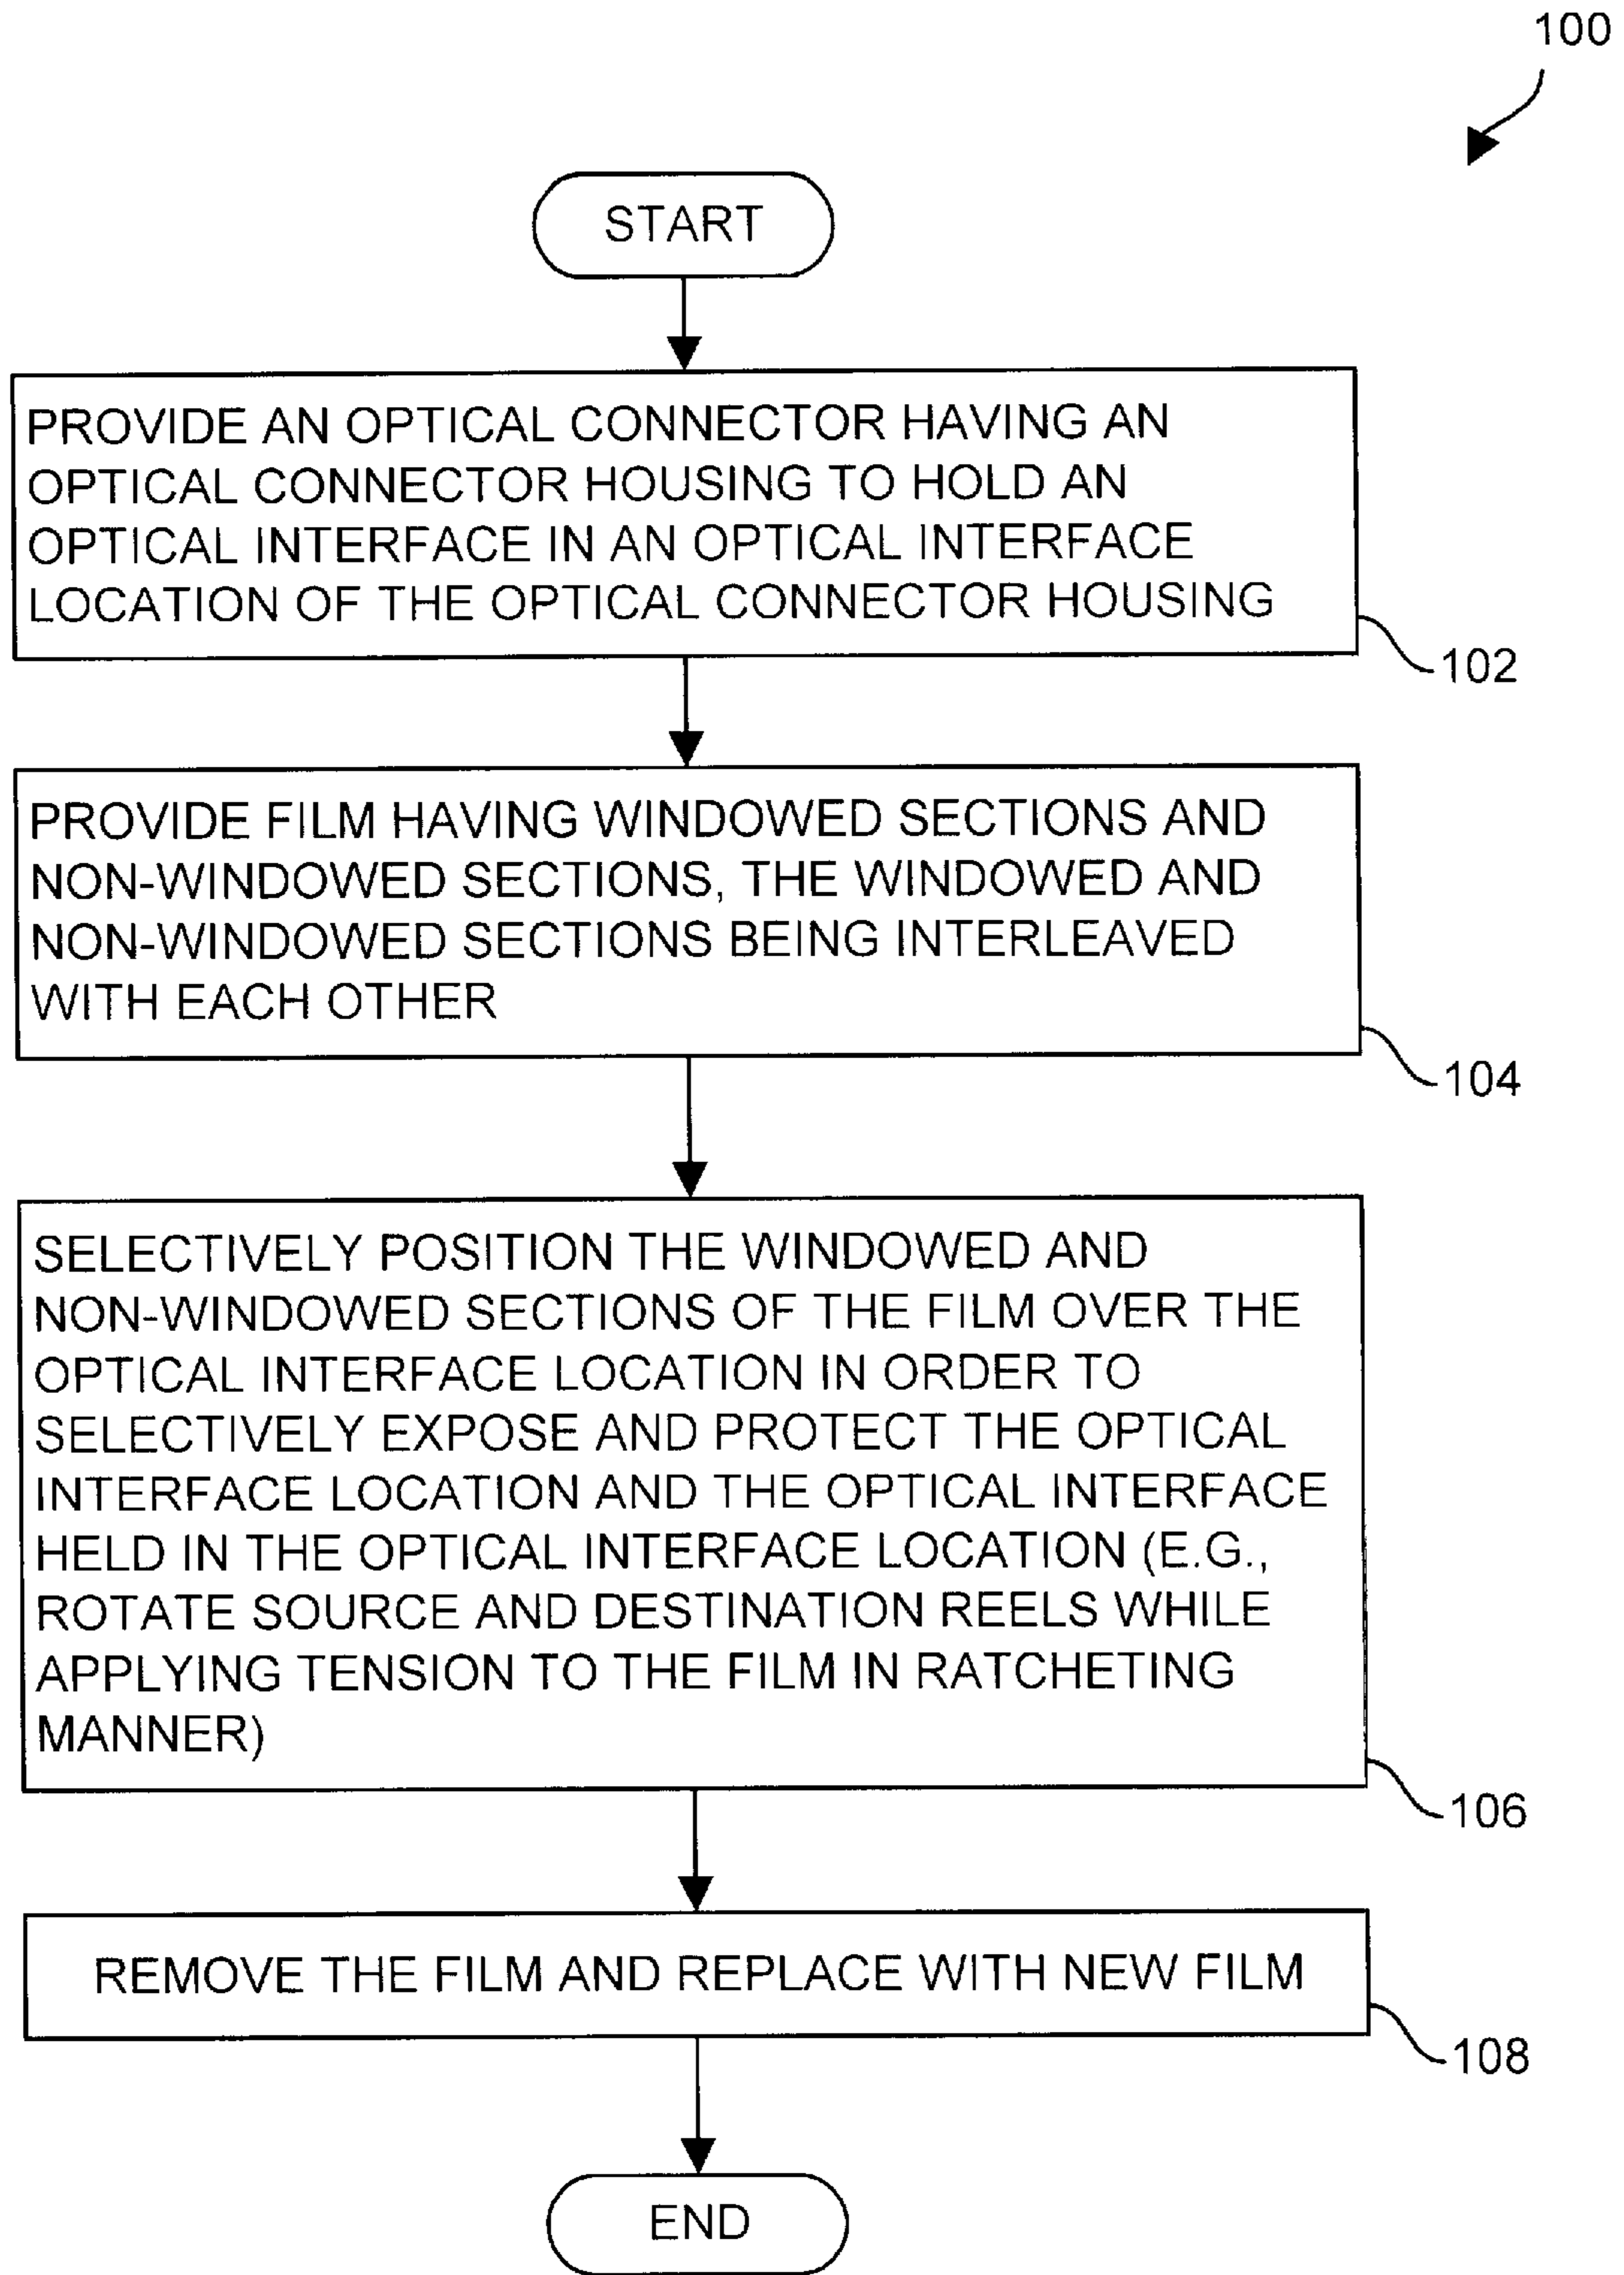 100
START
PROVIDE AN OPTICAL CONNECTOR HAVING AN
OPTICAL CONNECTOR HOUSING TO HOLD AN
OPTICAL INTERFACE IN AN OPTICAL INTERFACE
LOCATION OF THE OPTICAL CONNECTOR HOUSING
102
PROVIDE FILM HAVING WINDOWED SECTIONS AND
NON-WINDOWED SECTIONS, THE WINDOWED AND
NON-WINDOWED SECTIONS BEING INTERLEAVED
WITH EACH OTHER
104
SELECTIVELY POSITION THE WINDOWED AND
NON-WINDOWED SECTIONS OF THE FILM OVER THE
OPTICAL INTERFACE LOCATION IN ORDER TO
SELECTIVELY EXPOSE AND PROTECT THE OPTICAL
INTERFACE LOCATION AND THE OPTICAL INTERFACE
HELD IN THE OPTICAL INTERFACE LOCATION (E.G.,
ROTATE SOURCE AND DESTINATION REELS WHILE
APPLYING TENSION TO THE FILM IN RATCHETING
MANNER)
106
REMOVE THE FILM AND REPLACE WITH NEW FILM
108
END